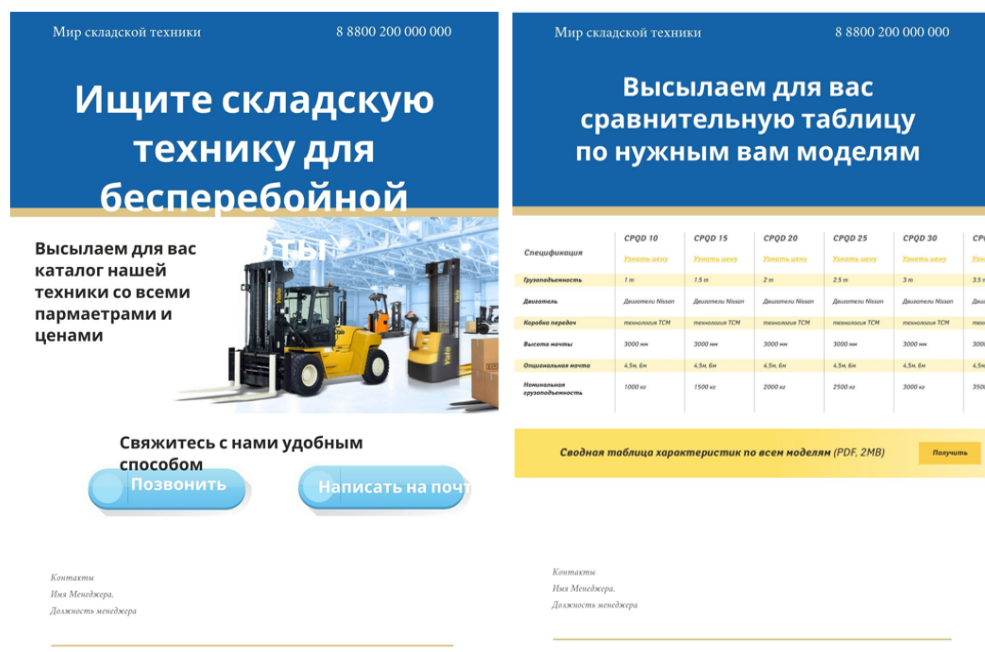 Мир складской техники
8 8800 200 000 000
Ищите складскую
технику для
бесперебойной
Высылаем для вас
каталог нашей
техники со всеми
пармаетрами и
ценами
Yale
Свяжитесь с нами удобным
способом
Позвонить
Написать на почт
Контакты
Имя Менеджера.
Должность менеджера
Мир складской техники
8 8800 200 000 000
Высылаем для вас
сравнительную таблицу
по нужным вам моделям
Спецификация
CPQD 10 CPQD 15 CPQD 20 CPQD 25 CPQD 30
Узнать цену Узнать цену Узнать цену Узнать цену Узнать цену
Грузоподъемность 1 т 1.5 т 2 т 2.5 т 3 т 3.5 т
Двигатель Двигатели Nissan Двигатели Nissan Двигатели Nissan Двигатели Nissan Двигатели Nissan
Коробка передач технология TCM технология TCM технология TCM технология TCM технология TCM
Высота мачты 3000 мм 3000 мм 3000 мм 3000 мм 3000 мм
Опциональная мачта 4,5м, 6м 4,5м, 6м 4,5м, 6м 4,5м, 6м 4,5м, 6м
Номинальная
грузоподъемность 1000 кг 1500 кг 2000 кг 2500 кг 3000 кг
Сводная таблица характеристик по всем моделям (PDF, 2MB)
Получить
Контакты
Имя Менеджера.
Должность менеджера